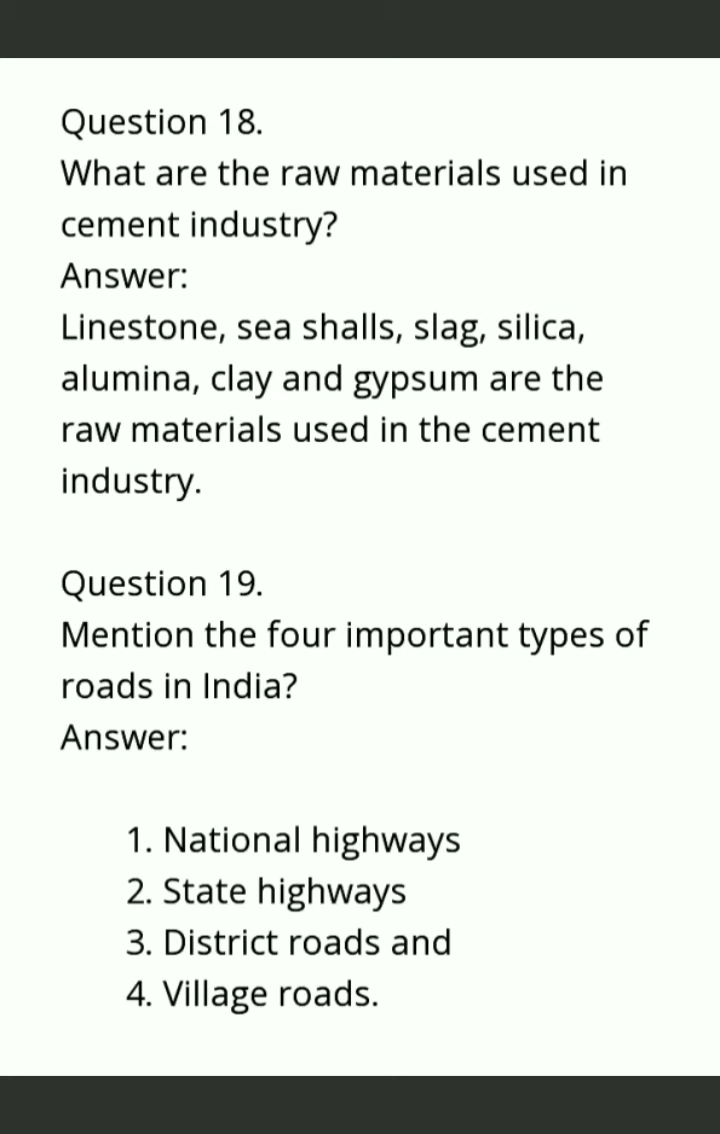 Question 18.
What are the raw materials used in
cement industry?
Answer:
Linestone, sea shalls, slag, silica,
alumina, clay and gypsum are the
raw materials used in the cement
industry.
Question 19.
Mention the four important types of
roads in India?
Answer:
1. National highways
2. State highways
3. District roads and
4. Village roads.